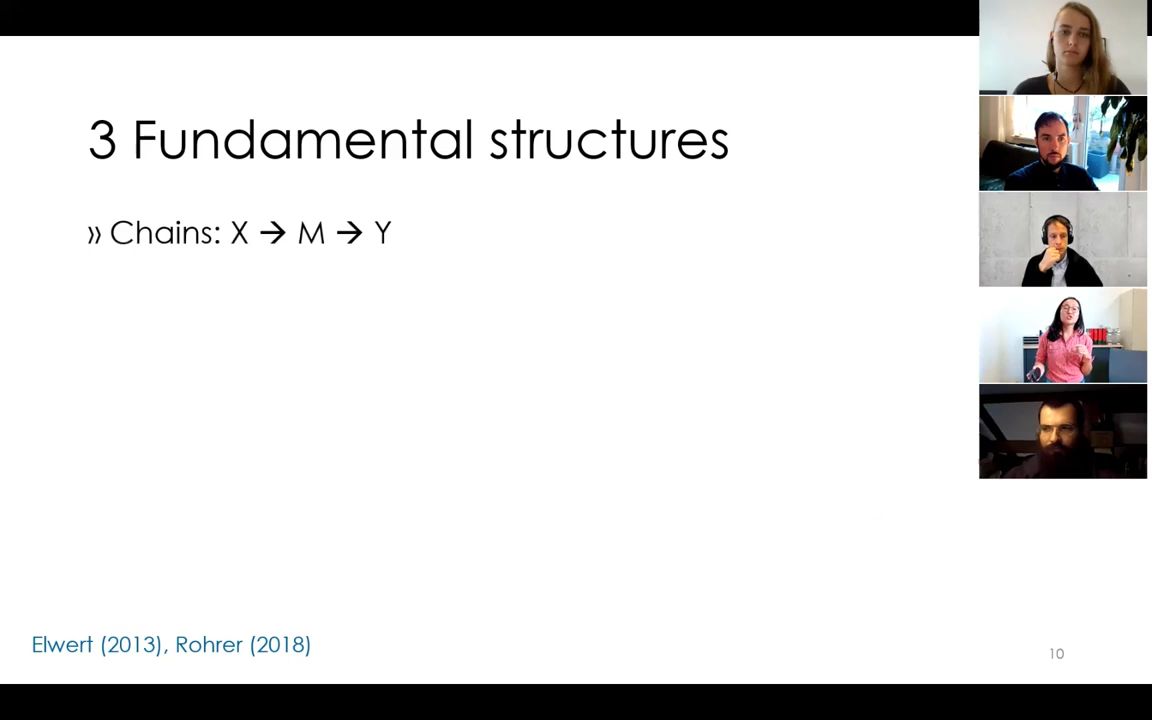 3 Fundamental structures
» Chains: X → M → Y
Elwert (2013), Rohrer (2018)
10